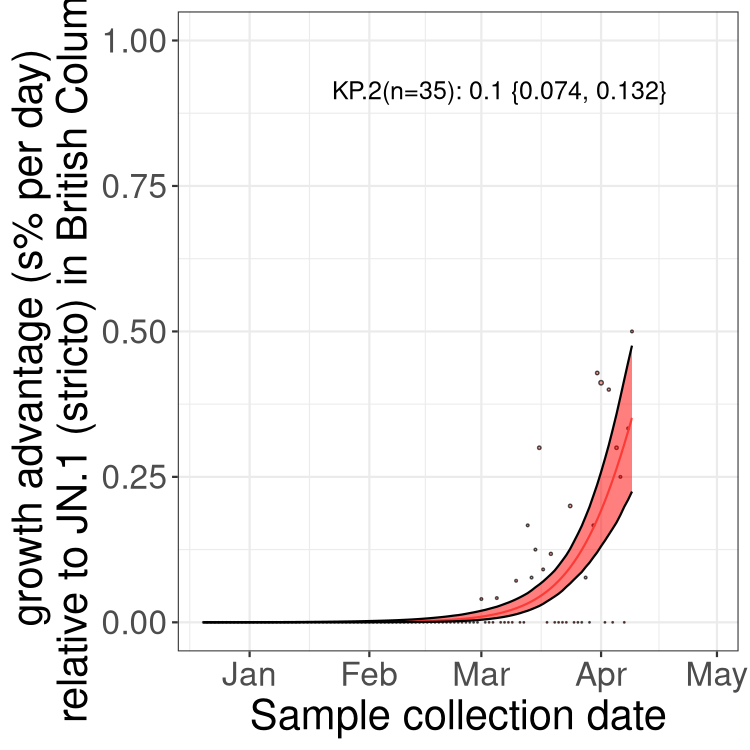 growth advantage (s% per day)
relative to JN.1 (stricto) in British Colum
1.00
0.75
0.50
0.25
0.00
KP.2(n=35): 0.1 {0.074, 0.132}
Jan Feb Mar Apr May
Sample collection date